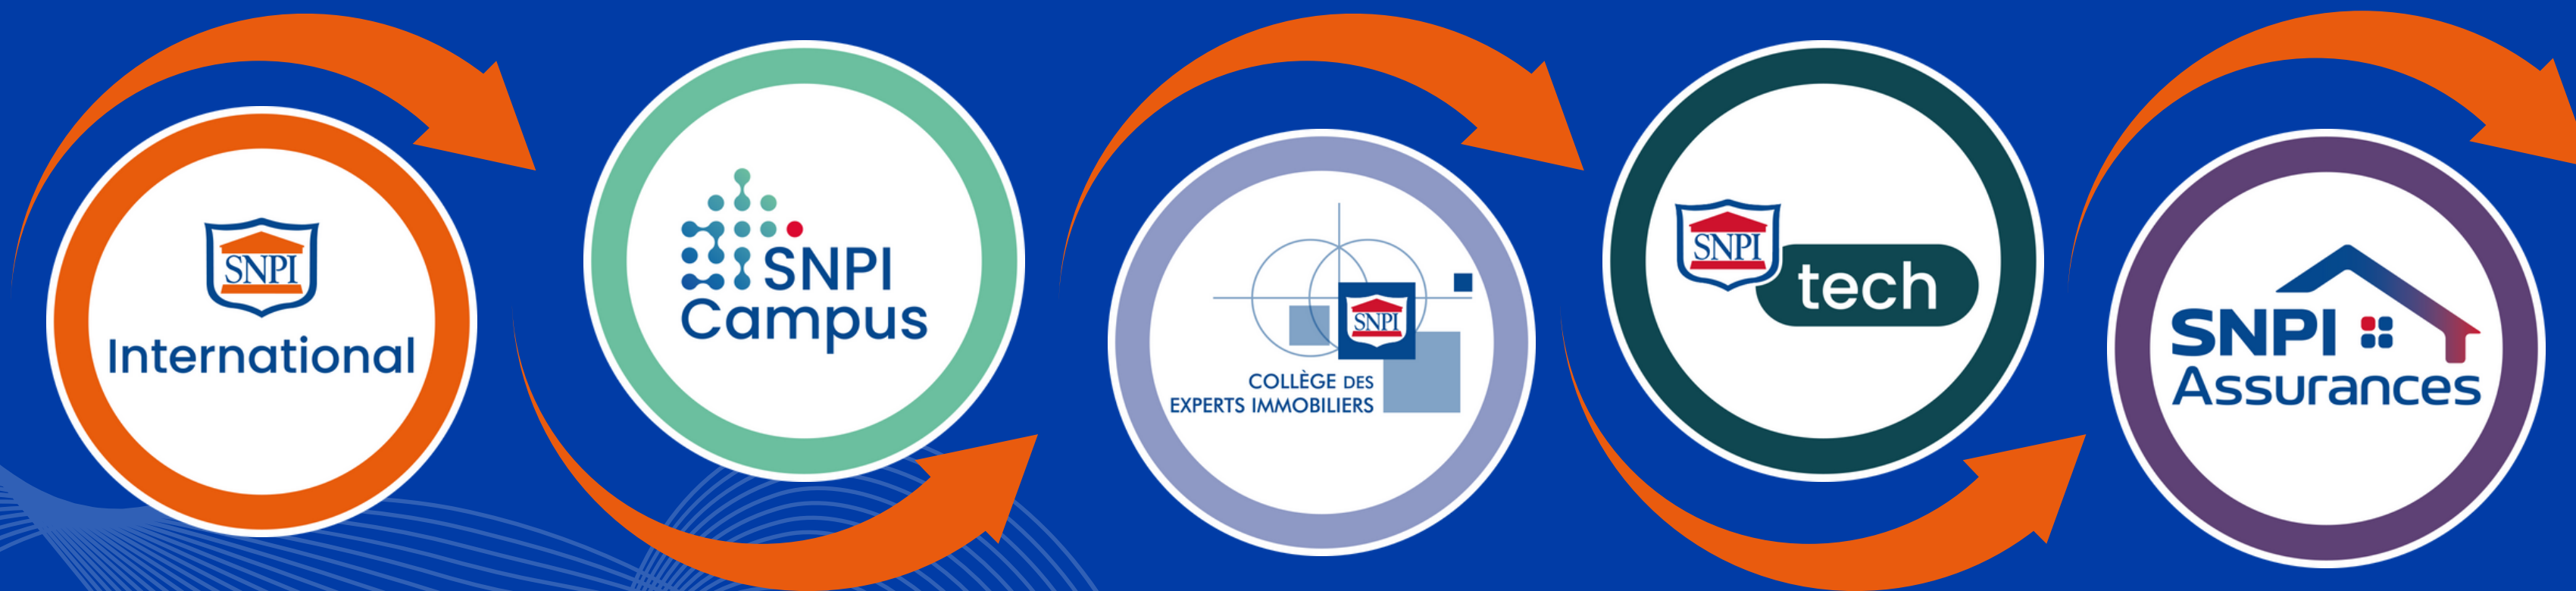 SNPI
International
SNPI
Campus
SNPI
COLLÈGE DES
EXPERTS IMMOBILIERS
SNPI
tech
SNPI
Assurances